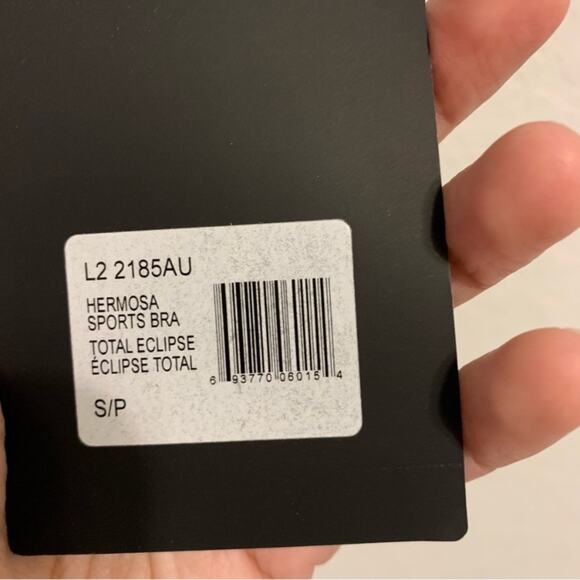 L2 2185AU
HERMOSA
SPORTS BRA
TOTAL ECLIPSE
ÉCLIPSE TOTAL
S/P
6 93770 06015 4